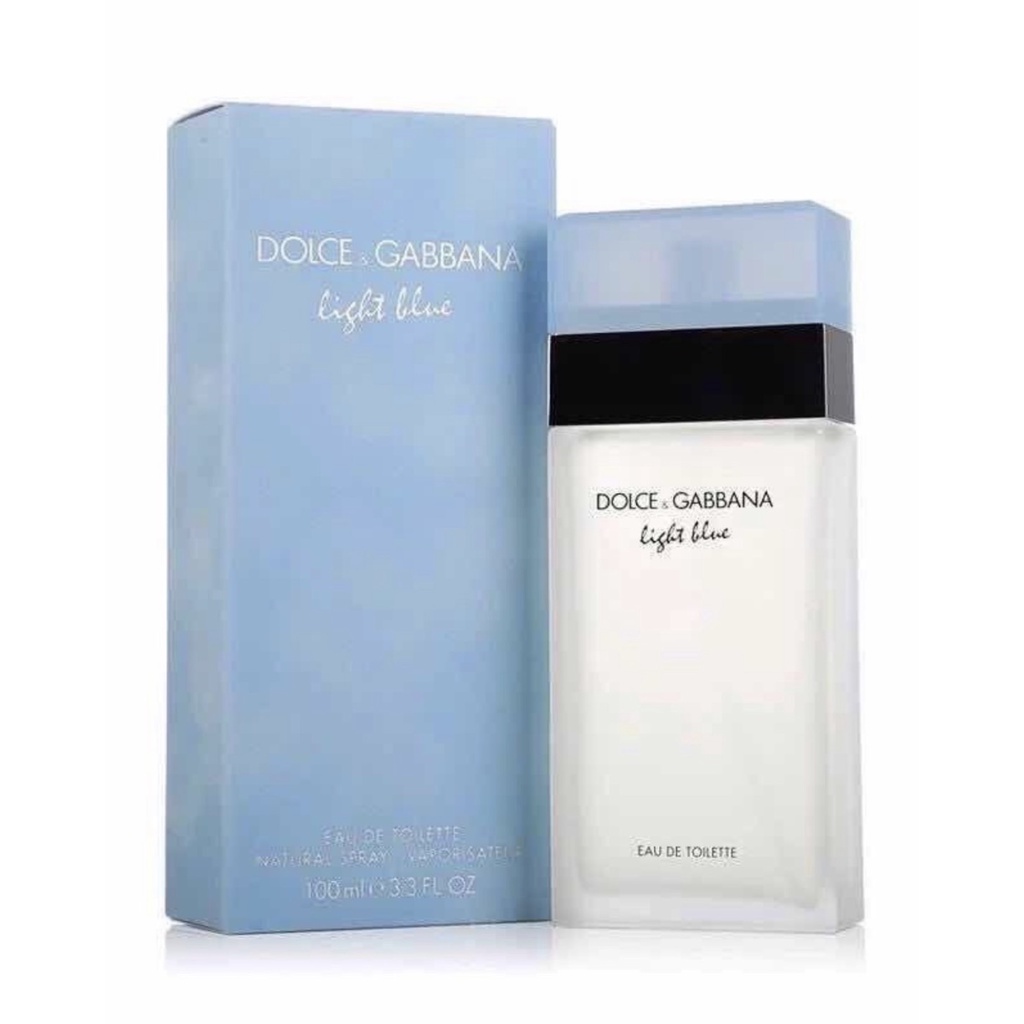 DOLCE & GABBANA
light blue
EAU DE TOILETTE
NATURAL SPRAY VAPORISATEUR
100 ml ℮ 3.3 FL OZ
DOLCE & GABBANA
light blue
EAU DE TOILETTE